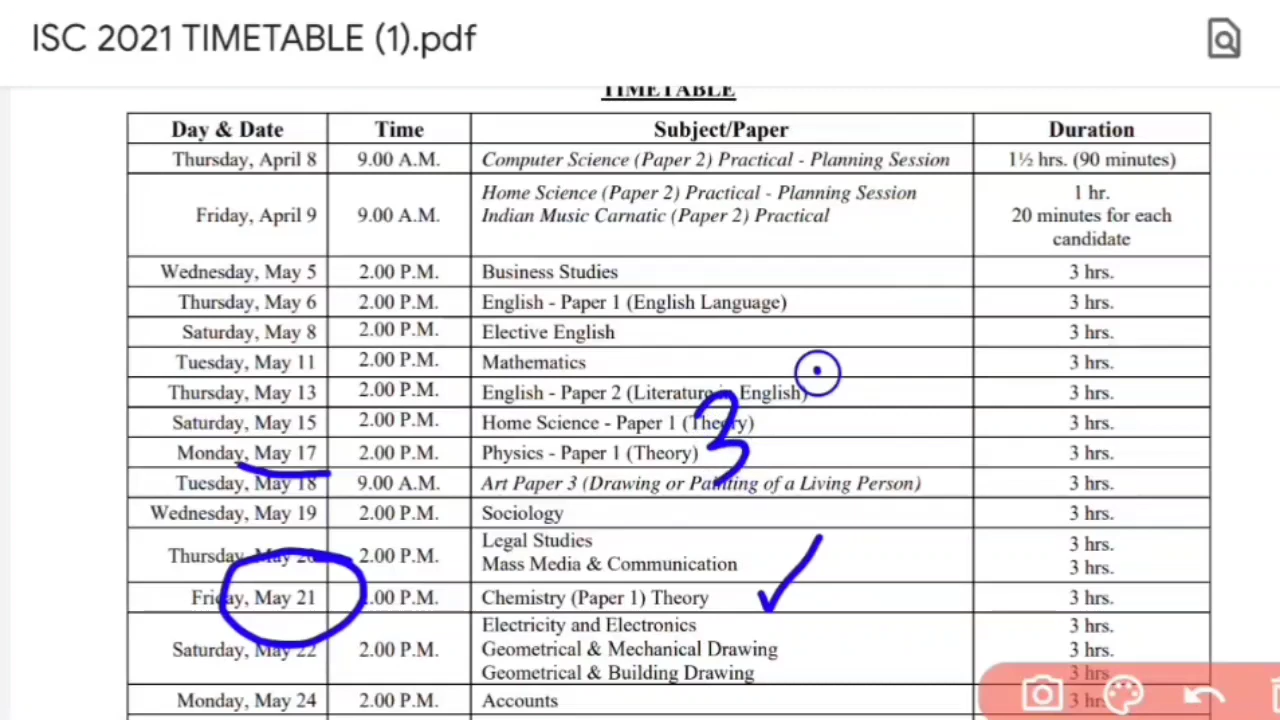 ISC 2021 TIMETABLE (1).pdf
TIMETABLE
Day & Date Time Subject/Paper Duration
Thursday, April 8 9.00 A.M. Computer Science (Paper 2) Practical - Planning Session 1½ hrs. (90 minutes)
Friday, April 9 9.00 A.M. Home Science (Paper 2) Practical - Planning Session 1 hr.
Indian Music Carnatic (Paper 2) Practical 20 minutes for each
candidate
Wednesday, May 5 2.00 P.M. Business Studies 3 hrs.
Thursday, May 6 2.00 P.M. English - Paper 1 (English Language) 3 hrs.
Saturday, May 8 2.00 P.M. Elective English 3 hrs.
Tuesday, May 11 2.00 P.M. Mathematics 3 hrs.
Thursday, May 13 2.00 P.M. English - Paper 2 (Literature in English) 3 hrs.
Saturday, May 15 2.00 P.M. Home Science - Paper 1 (Theory) 3 hrs.
3
Monday, May 17 2.00 P.M. Physics - Paper 1 (Theory) 3 hrs.
Tuesday, May 18 9.00 A.M. Art Paper 3 (Drawing or Painting of a Living Person) 3 hrs.
Wednesday, May 19 2.00 P.M. Sociology 3 hrs.
Thursday, May 20 2.00 P.M. Legal Studies 3 hrs.
Mass Media & Communication 3 hrs.
Friday, May 21 .00 P.M. Chemistry (Paper 1) Theory 3 hrs.
Saturday, May 22 2.00 P.M. Electricity and Electronics 3 hrs.
Geometrical & Mechanical Drawing 3 hrs.
Geometrical & Building Drawing 3 hrs.
Monday, May 24 2.00 P.M. Accounts 3 hrs.